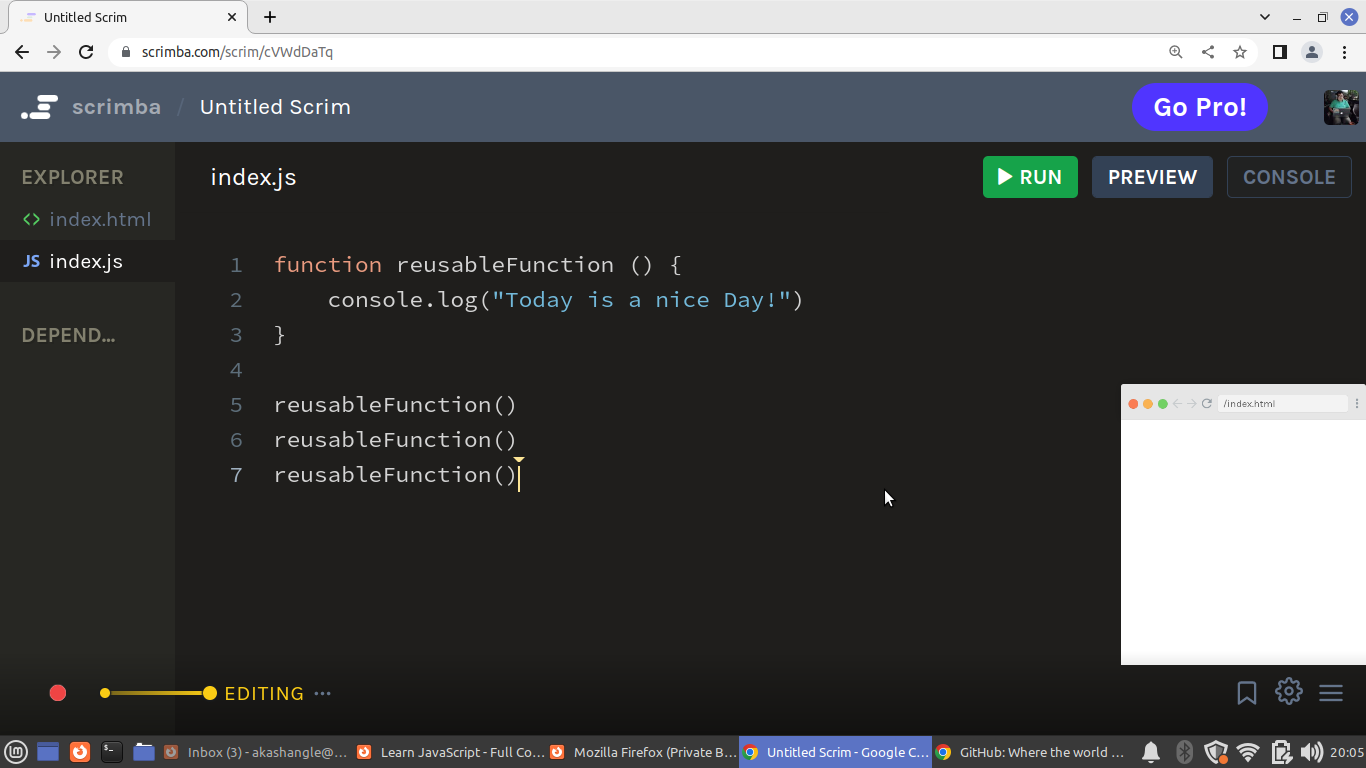 Untitled Scrim
scrimba.com/scrim/cVWdDaTq
scrimba / Untitled Scrim
Go Pro!
EXPLORER
index.html
JS index.js
DEPEND...
index.js
RUN
PREVIEW
CONSOLE
1 function reusableFunction () {
2 console.log("Today is a nice Day!")
3 }
4
5 reusableFunction()
6 reusableFunction()
7 reusableFunction()
/index.html
EDITING ...
Inbox (3) - akashangle@...
Learn JavaScript - Full Co...
Mozilla Firefox (Private B...
Untitled Scrim - Google C...
GitHub: Where the world ...
20:05